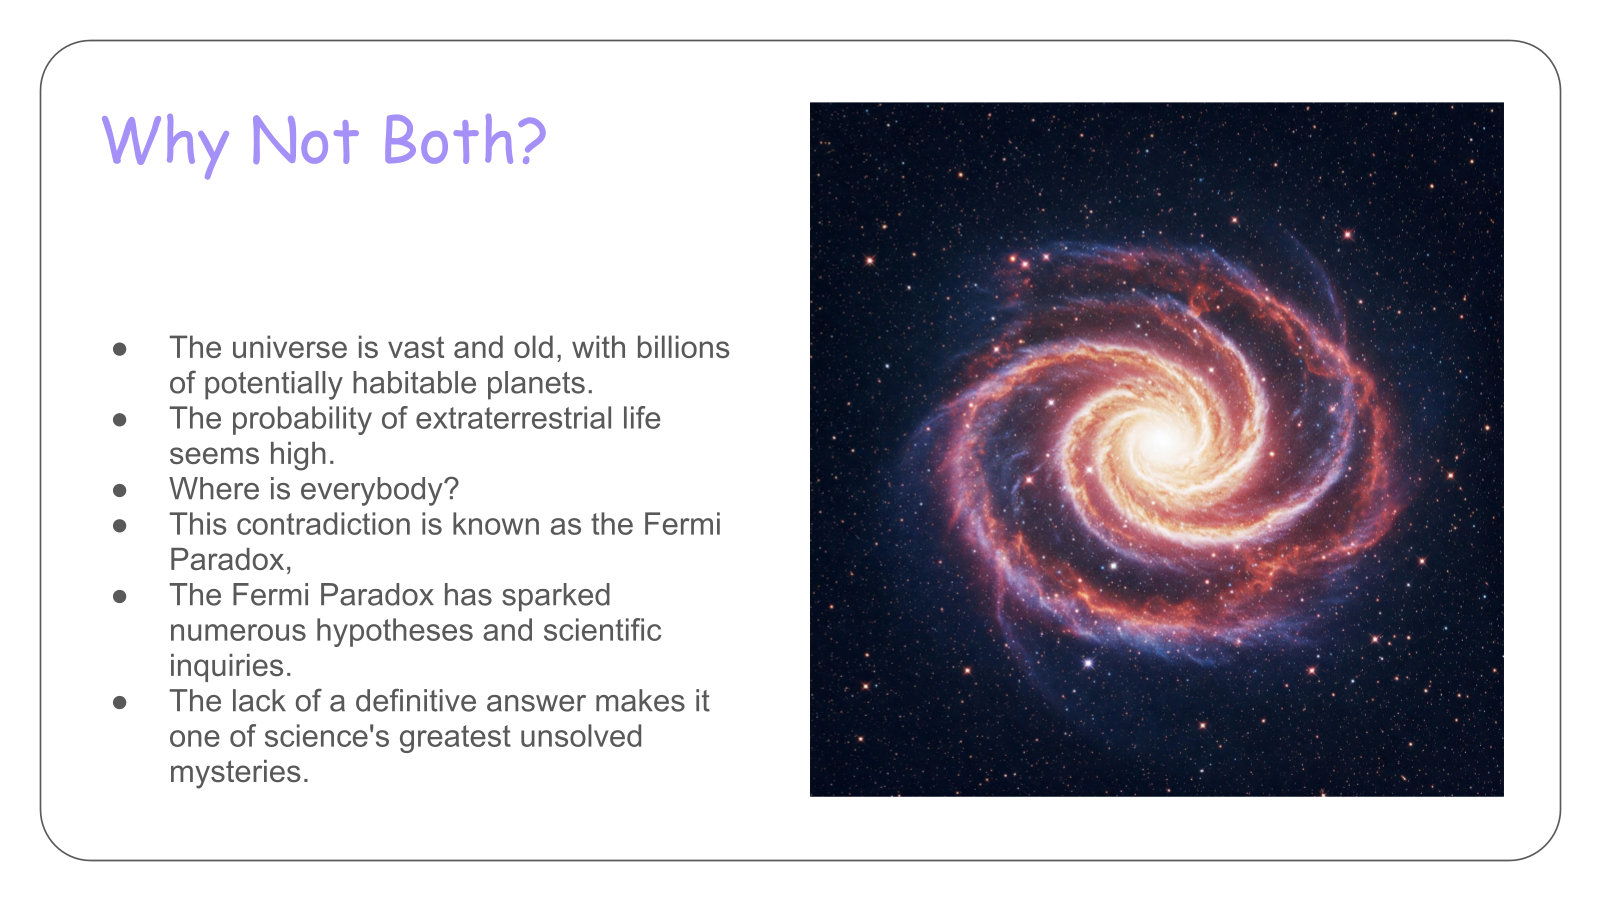 Why Not Both?
● The universe is vast and old, with billions
of potentially habitable planets.
● The probability of extraterrestrial life
seems high.
● Where is everybody?
● This contradiction is known as the Fermi
Paradox,
● The Fermi Paradox has sparked
numerous hypotheses and scientific
inquiries.
● The lack of a definitive answer makes it
one of science's greatest unsolved
mysteries.